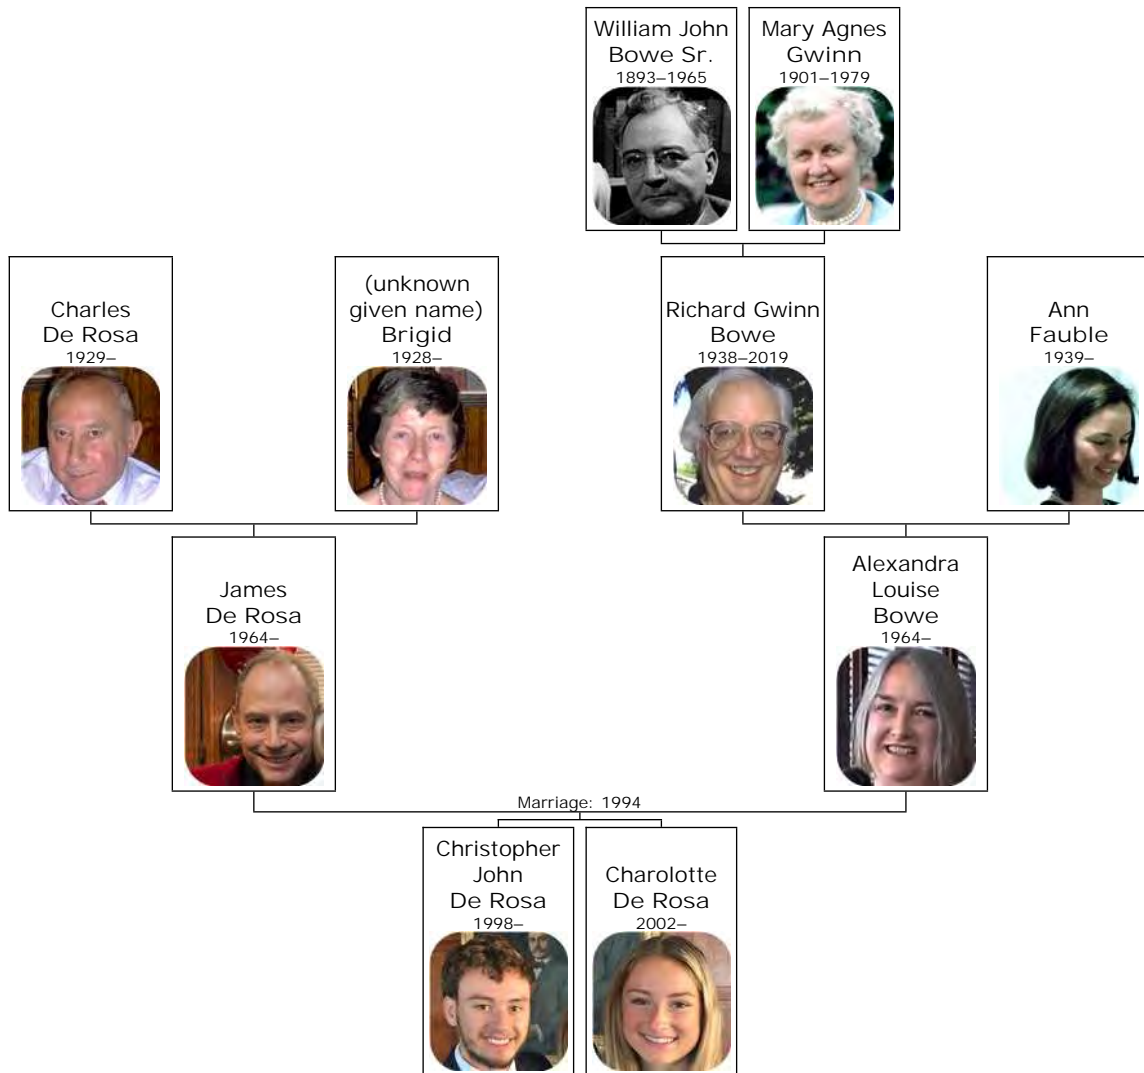 William John
Bowe Sr.
1893–1965
Mary Agnes
Gwinn
1901–1979
Charles
De Rosa
1929–
(unknown
given name)
Brigid
1928–
Richard Gwinn
Bowe
1938–2019
Ann
Fauble
1939–
James
De Rosa
1964–
Alexandra
Louise
Bowe
1964–
Marriage: 1994
Christopher
John
De Rosa
1998–
Charolotte
De Rosa
2002–